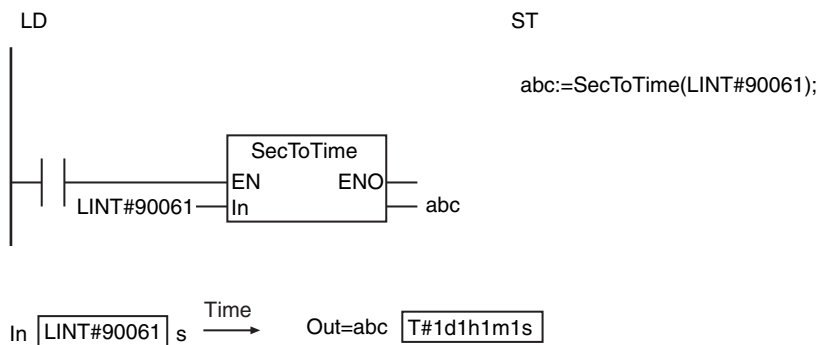 LD
ST
abc:=SecToTime(LINT#90061);
SecToTime
EN ENO
LINT#90061 In abc
Time
In LINT#90061 s Out=abc T#1d1h1m1s